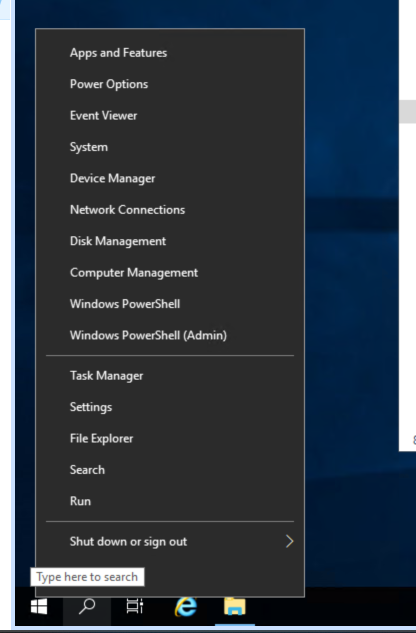 Apps and Features
Power Options
Event Viewer
System
Device Manager
Network Connections
Disk Management
Computer Management
Windows PowerShell
Windows PowerShell (Admin)
Task Manager
Settings
File Explorer
Search
Run
Shut down or sign out
Type here to search